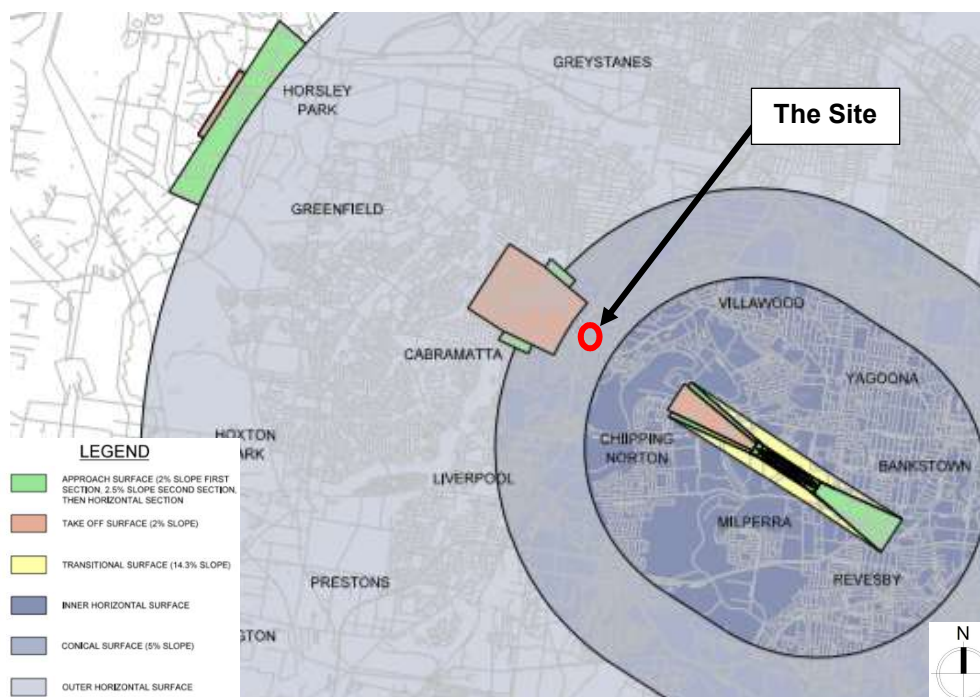 GREYSTANES
HORSLEY
PARK
The Site
GREENFIELD
VILLAWOOD
CABRAMATTA
YAGOONA
HOXTON
ARK
CHIIPPING
NORTON
BANKSTOWN
LIVERPOOL
MILPERRA
REVESBY
PRESTONS
GTON
LEGEND
APPROACH SURFACE (2% SLOPE FIRST
SECTION, 2.5% SLOPE SECOND SECTION,
THEN HORIZONTAL SECTION
TAKE OFF SURFACE (2% SLOPE)
TRANSITIONAL SURFACE (14.3% SLOPE)
INNER HORIZONTAL SURFACE
CONICAL SURFACE (5% SLOPE)
OUTER HORIZONTAL SURFACE
N